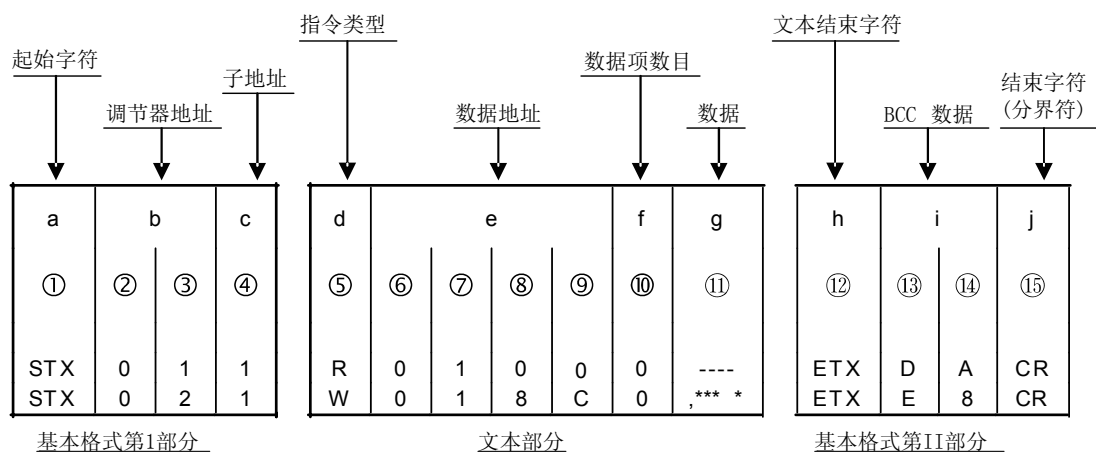 指令类型
文本结束字符
起始字符
子地址
数据项数目
结束字符
(分界符)
调节器地址
数据地址
数据
BCC 数据
a b c d e f g h i j
① ② ③ ④ ⑤ ⑥ ⑦ ⑧ ⑨ ⑩ ⑪ ⑫ ⑬ ⑭ ⑮
STX 0 1 1 R 0 1 0 0 0 ---- ETX D A CR
STX 0 2 1 W 0 1 8 C 0 ,*** * ETX E 8 CR
基本格式第1部分
文本部分
基本格式第II部分